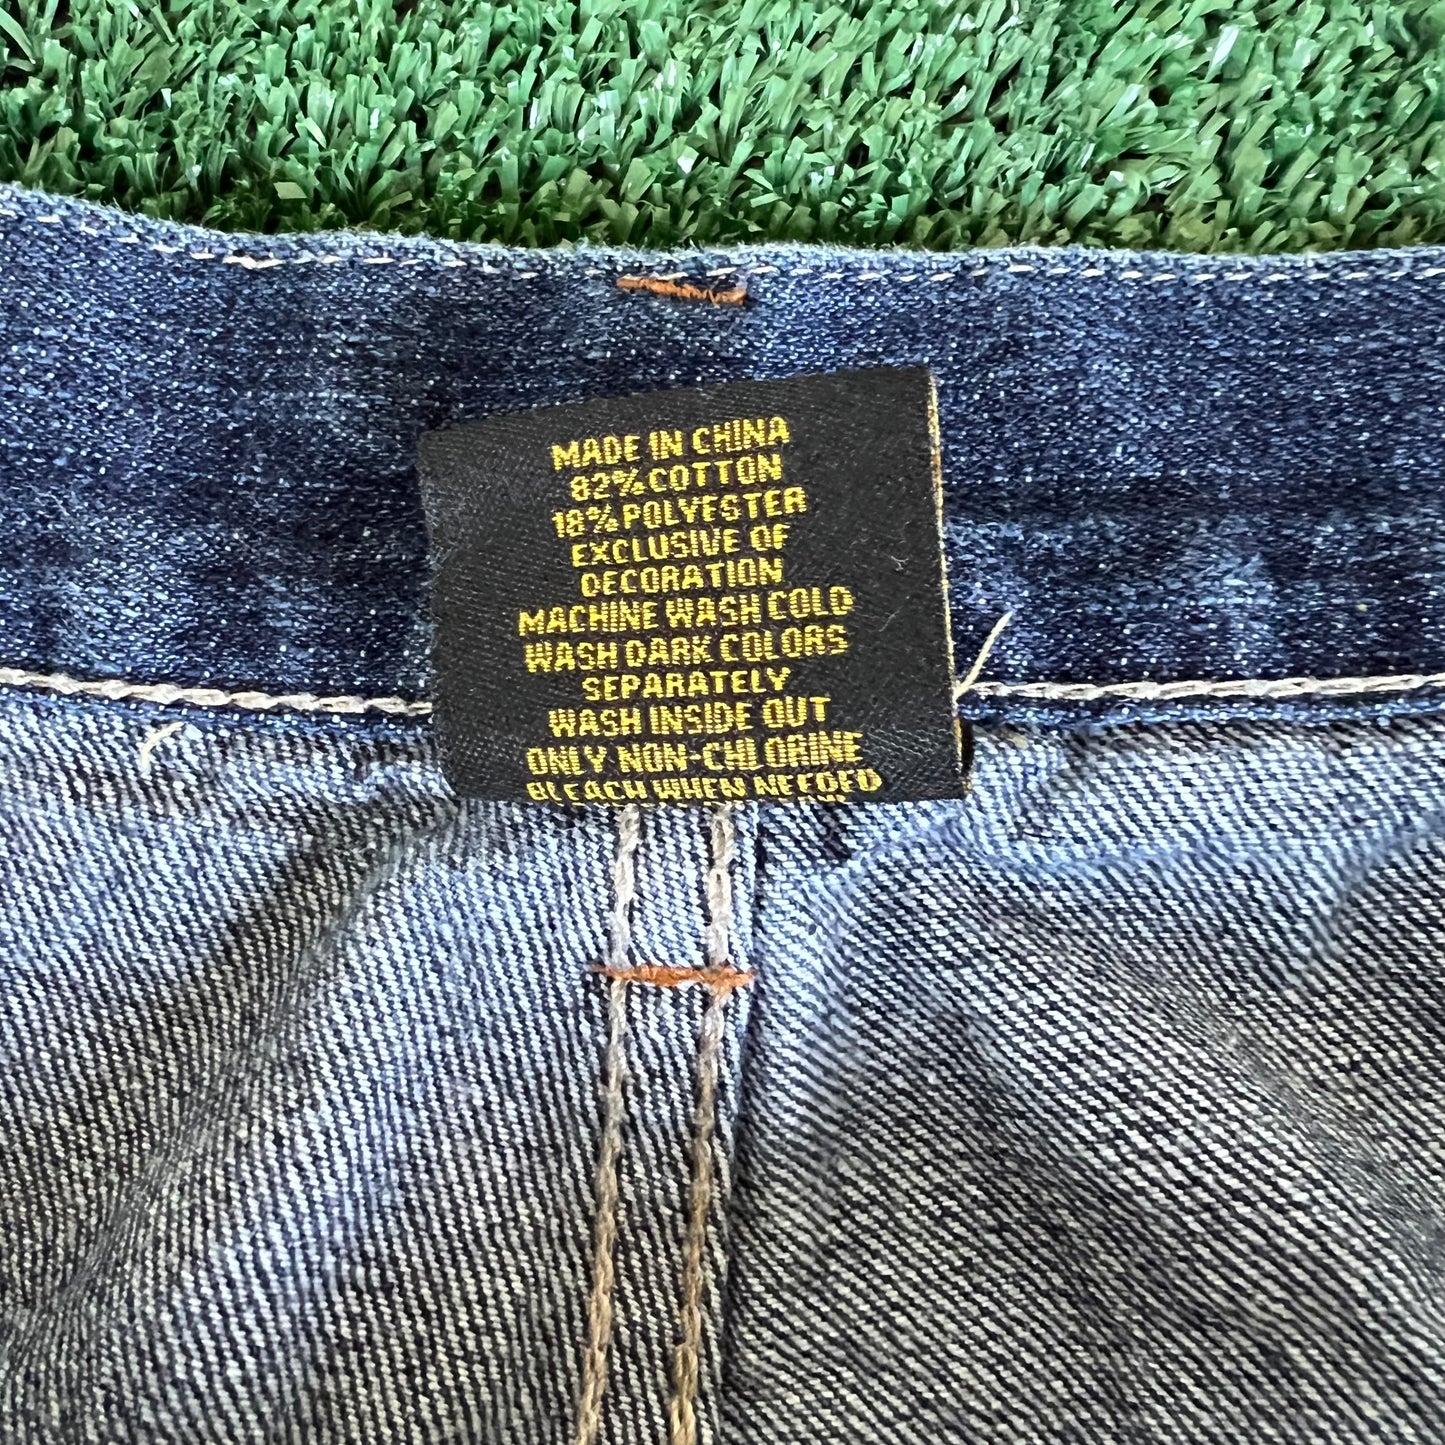 MADE IN CHINA
82% COTTON
18% POLYESTER
EXCLUSIVE OF
DECORATION
MACHINE WASH COLD
WASH DARK COLORS
SEPARATELY
WASH INSIDE OUT
ONLY NON-CHLORINE
BLEACH WHEN NEEDED